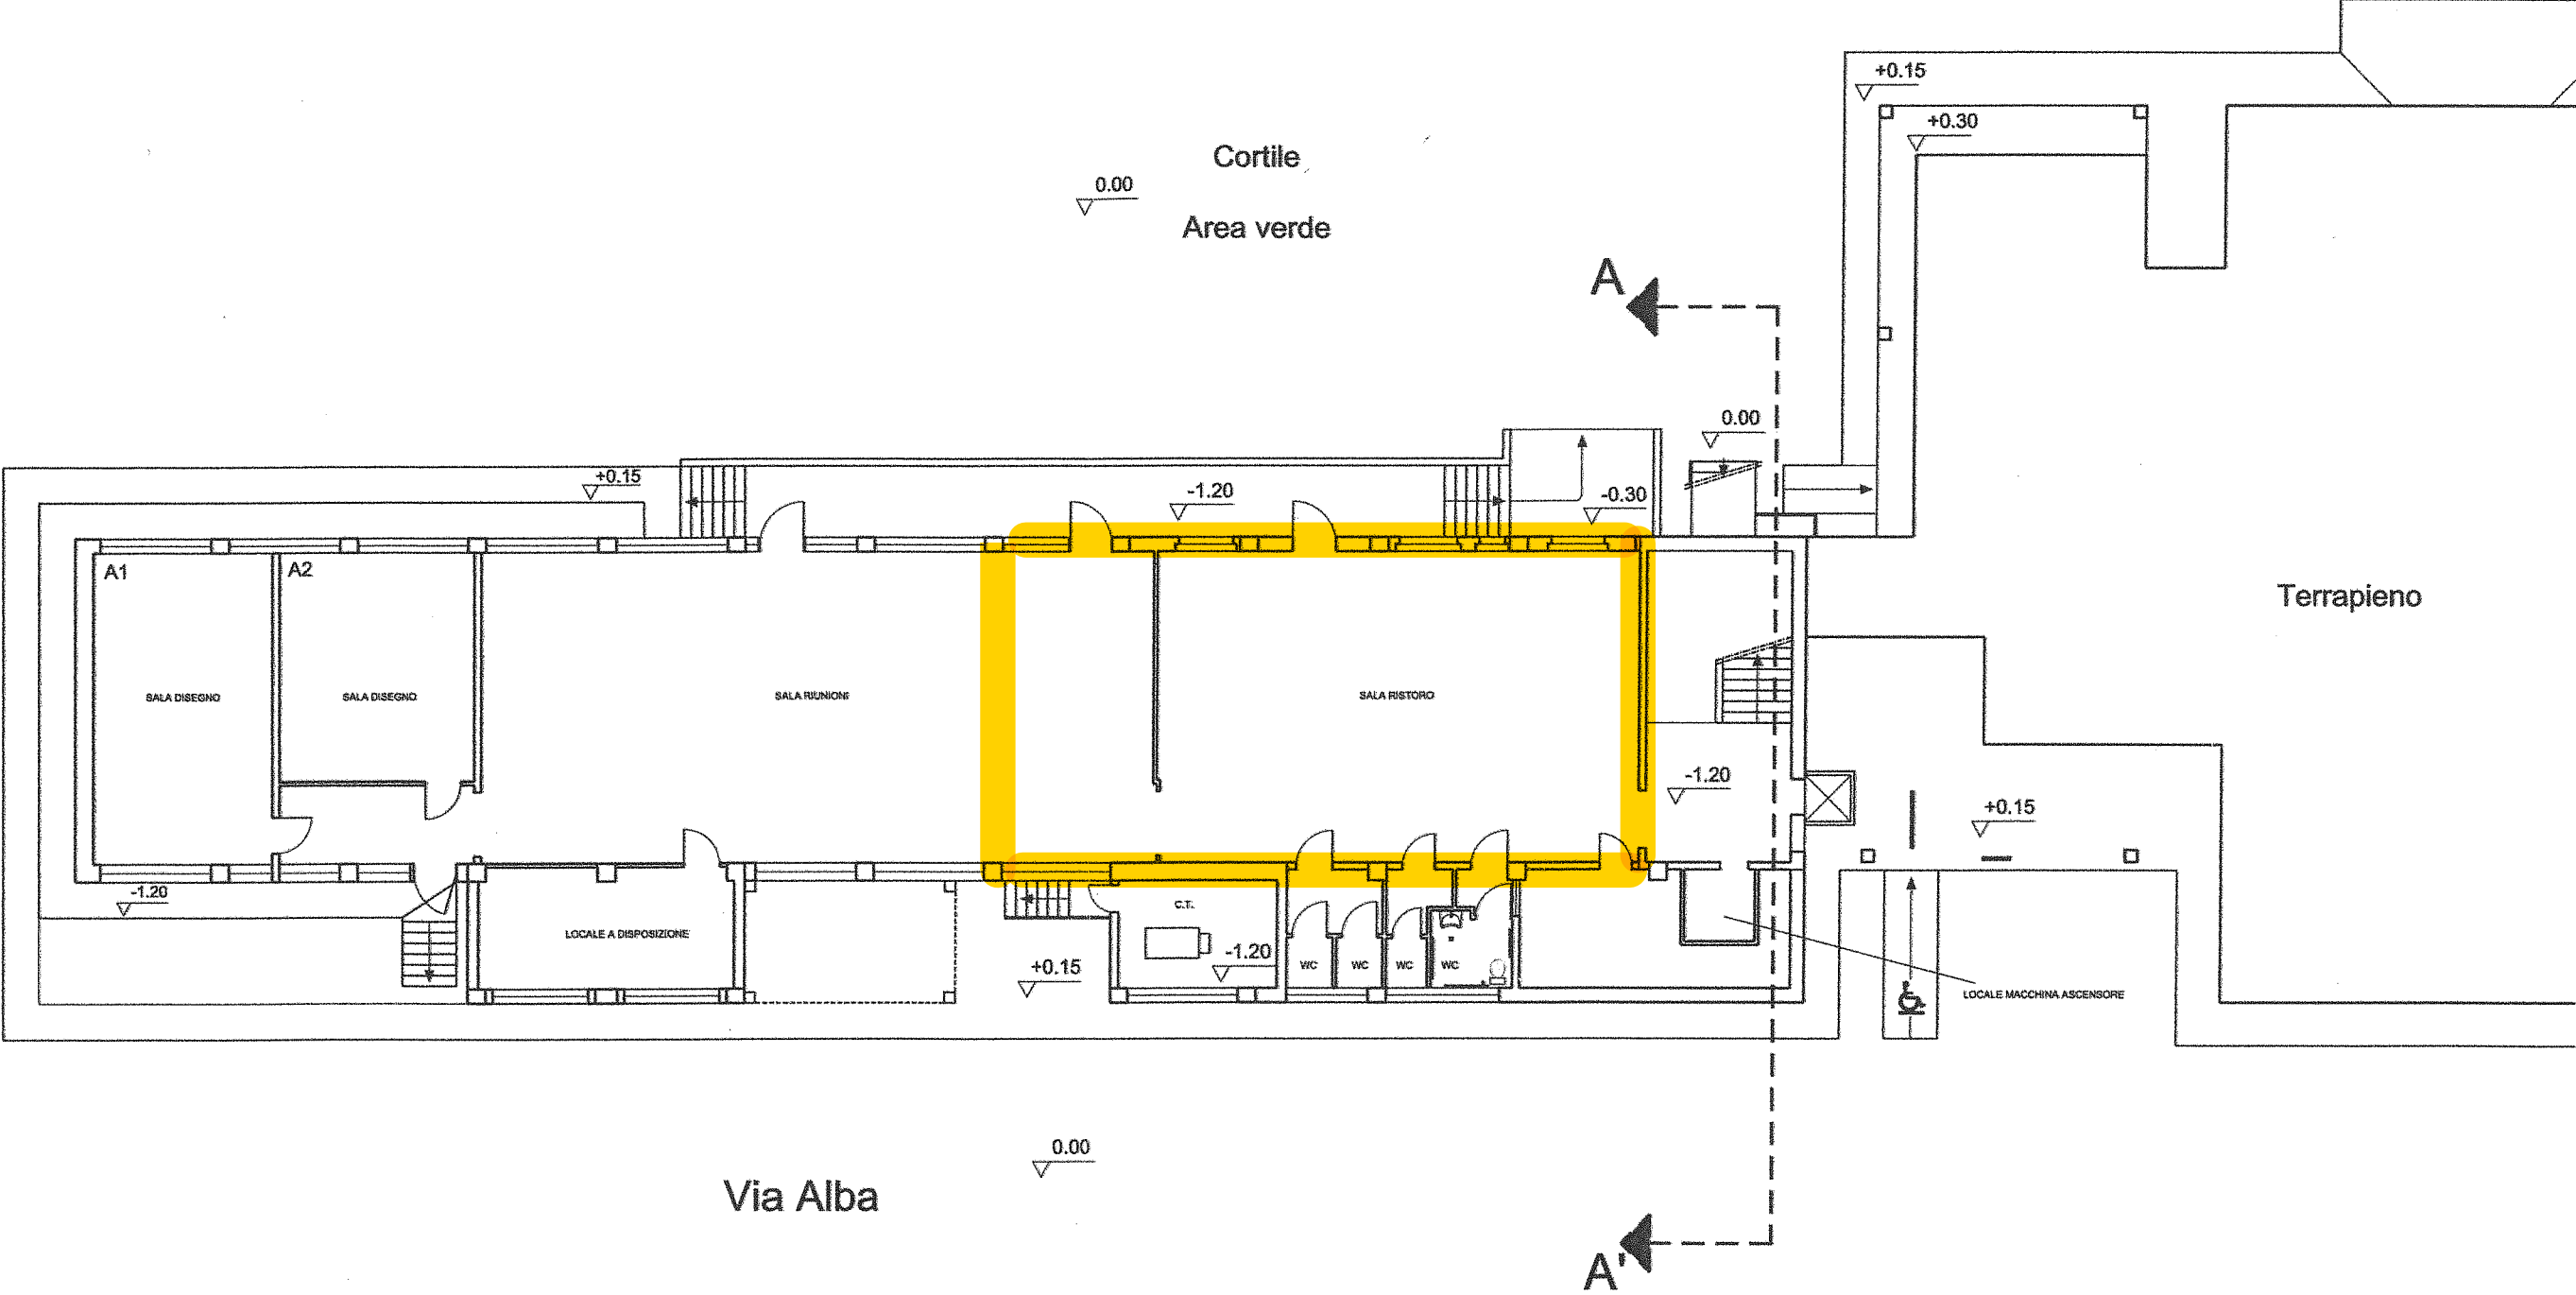 +0.15
+0.30
Cortile
0.00
Area verde
A
0.00
+0.15
-1.20
-0.30
A1
A2
Terrapieno
SALA DISEGNO
SALA DISEGNO
SALA RIUNIONI
SALA RISTORO
-1.20
+0.15
-1.20
C.T.
LOCALE A DISPOSIZIONE
-1.20
+0.15
WC
WC
WC
WC
LOCALE MACCHINA ASCENSORE
0.00
Via Alba
A'